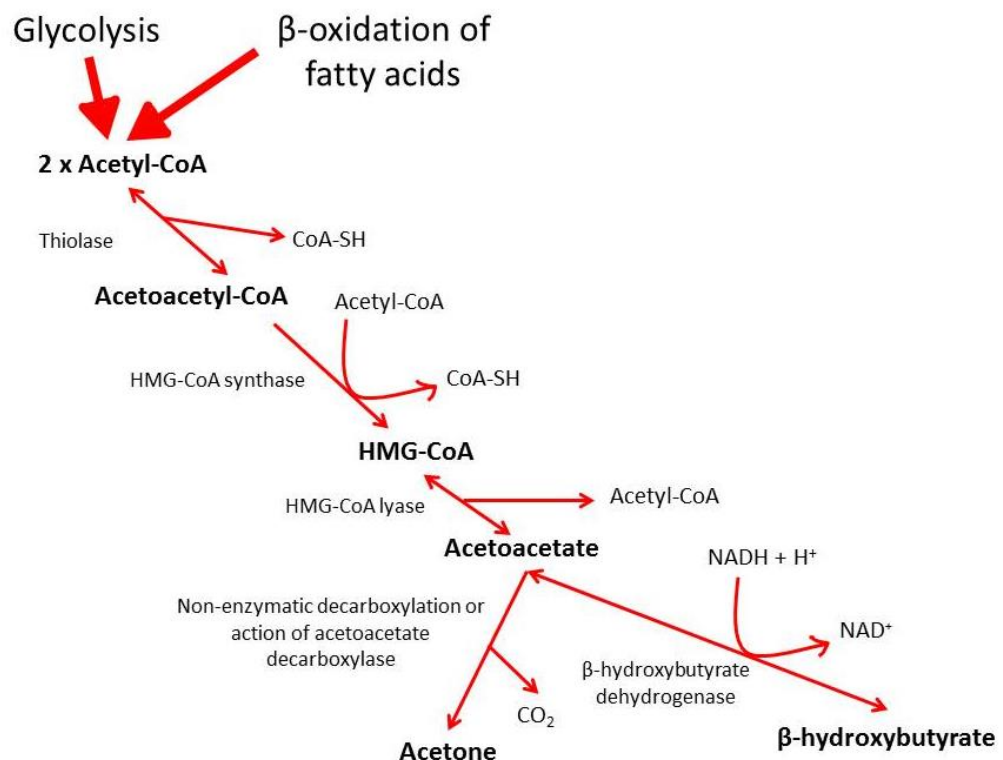 Glycolysis
β-oxidation of
fatty acids
2 x Acetyl-CoA
Thiolase
CoA-SH
Acetoacetyl-CoA
Acetyl-CoA
HMG-CoA synthase
CoA-SH
HMG-CoA
HMG-CoA lyase
Acetyl-CoA
Acetoacetate
NADH + H⁺
Non-enzymatic decarboxylation or
action of acetoacetate
decarboxylase
NAD⁺
β-hydroxybutyrate
dehydrogenase
CO₂
Acetone
β-hydroxybutyrate